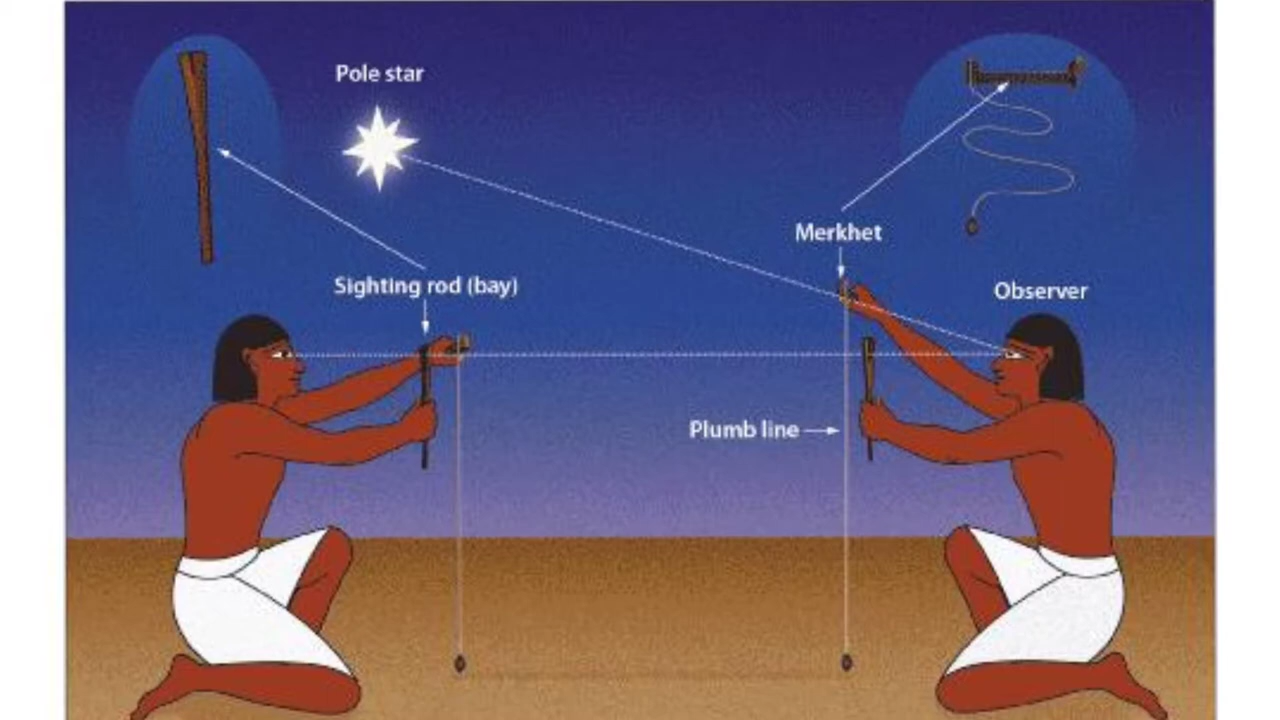 Pole star
Merkhet
Sighting rod (bay)
Observer
Plumb line